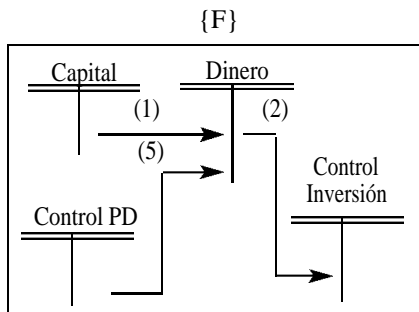 {F}
Capital
Dinero
(1)
(2)
(5)
Control
Inversión
Control PD